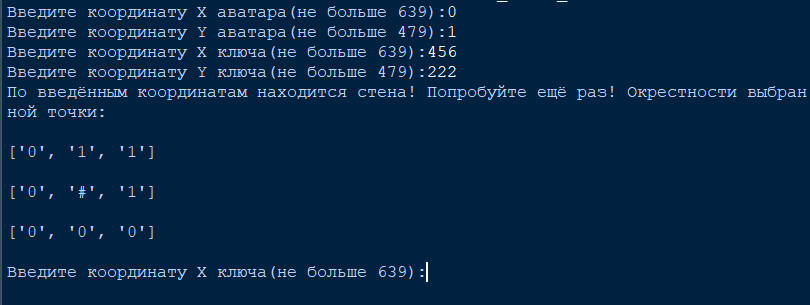 Введите координату X аватара(не больше 639):0
Введите координату Y аватара(не больше 479):1
Введите координату X ключа(не больше 639):456
Введите координату Y ключа(не больше 479):222
По введённым координатам находится стена! Попробуйте ещё раз! Окрестности выбран
ной точки:
['0', '1', '1']
['0', '#', '1']
['0', '0', '0']
Введите координату X ключа(не больше 639):